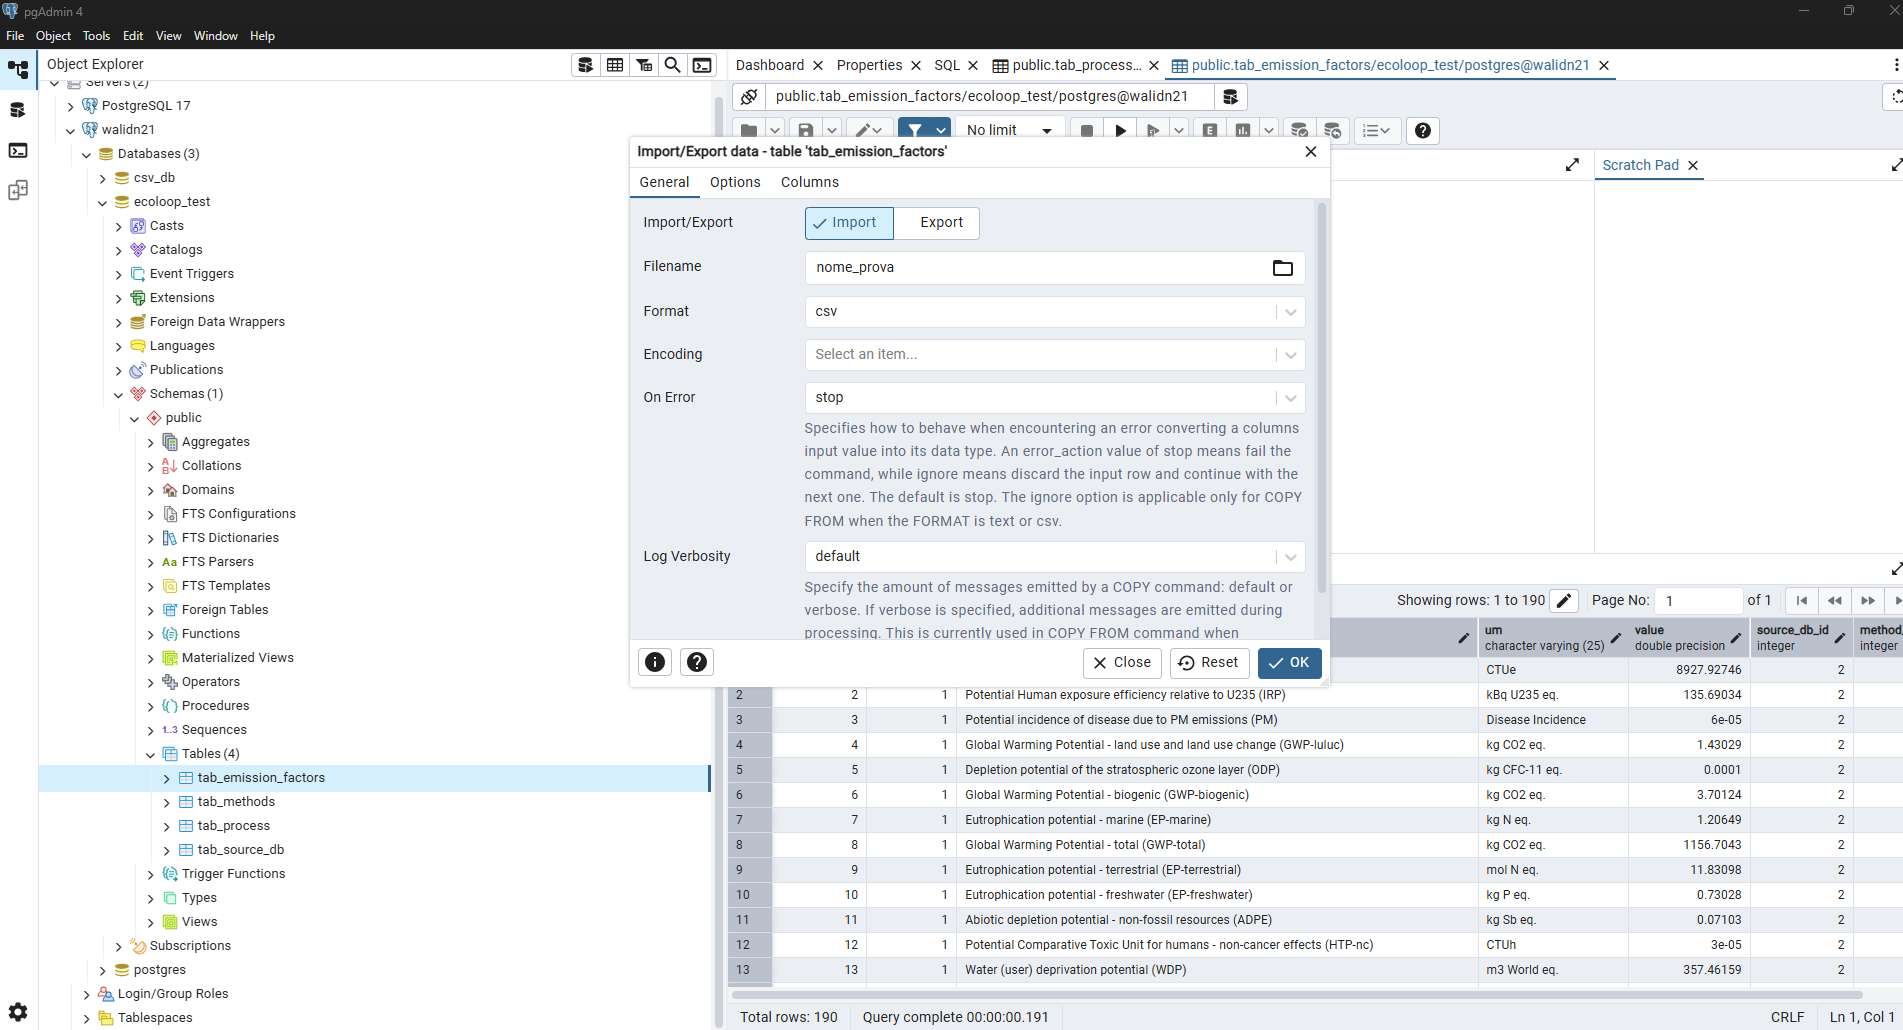 pgAdmin 4
File Object Tools Edit View Window Help
Object Explorer
Servers (2)
PostgreSQL 17
walidn21
Databases (3)
csv_db
ecoloop_test
Casts
Catalogs
Event Triggers
Extensions
Foreign Data Wrappers
Languages
Publications
Schemas (1)
public
Aggregates
Collations
Domains
FTS Configurations
FTS Dictionaries
Aa FTS Parsers
FTS Templates
Foreign Tables
Functions
Materialized Views
Operators
Procedures
1..3 Sequences
Tables (4)
tab_emission_factors
tab_methods
tab_process
tab_source_db
Trigger Functions
Types
Views
Subscriptions
postgres
Login/Group Roles
Tablespaces
Dashboard Properties SQL public.tab_process... public.tab_emission_factors/ecoloop_test/postgres@walidn21
public.tab_emission_factors/ecoloop_test/postgres@walidn21
No limit E
Scratch Pad
Import/Export data - table 'tab_emission_factors'
General Options Columns
Import/Export Import Export
Filename nome_prova
Format csv
Encoding Select an item...
On Error stop
Specifies how to behave when encountering an error converting a columns
input value into its data type. An error_action value of stop means fail the
command, while ignore means discard the input row and continue with the
next one. The default is stop. The ignore option is applicable only for COPY
FROM when the FORMAT is text or csv.
Log Verbosity default
Specify the amount of messages emitted by a COPY command: default or
verbose. If verbose is specified, additional messages are emitted during
processing. This is currently used in COPY FROM command when
Close Reset OK
Showing rows: 1 to 190 Page No: 1 of 1
um value source_db_id method_
character varying (25) double precision integer integer
CTUe 8927.92746 2
2 2 1 Potential Human exposure efficiency relative to U235 (IRP) kBq U235 eq. 135.69034 2
3 3 1 Potential incidence of disease due to PM emissions (PM) Disease Incidence 6e-05 2
4 4 1 Global Warming Potential - land use and land use change (GWP-luluc) kg CO2 eq. 1.43029 2
5 5 1 Depletion potential of the stratospheric ozone layer (ODP) kg CFC-11 eq. 0.0001 2
6 6 1 Global Warming Potential - biogenic (GWP-biogenic) kg CO2 eq. 3.70124 2
7 7 1 Eutrophication potential - marine (EP-marine) kg N eq. 1.20649 2
8 8 1 Global Warming Potential - total (GWP-total) kg CO2 eq. 1156.7043 2
9 9 1 Eutrophication potential - terrestrial (EP-terrestrial) mol N eq. 11.83098 2
10 10 1 Eutrophication potential - freshwater (EP-freshwater) kg P eq. 0.73028 2
11 11 1 Abiotic depletion potential - non-fossil resources (ADPE) kg Sb eq. 0.07103 2
12 12 1 Potential Comparative Toxic Unit for humans - non-cancer effects (HTP-nc) CTUh 3e-05 2
13 13 1 Water (user) deprivation potential (WDP) m3 World eq. 357.46159 2
Total rows: 190 Query complete 00:00:00.191 CRLF Ln 1, Col 1